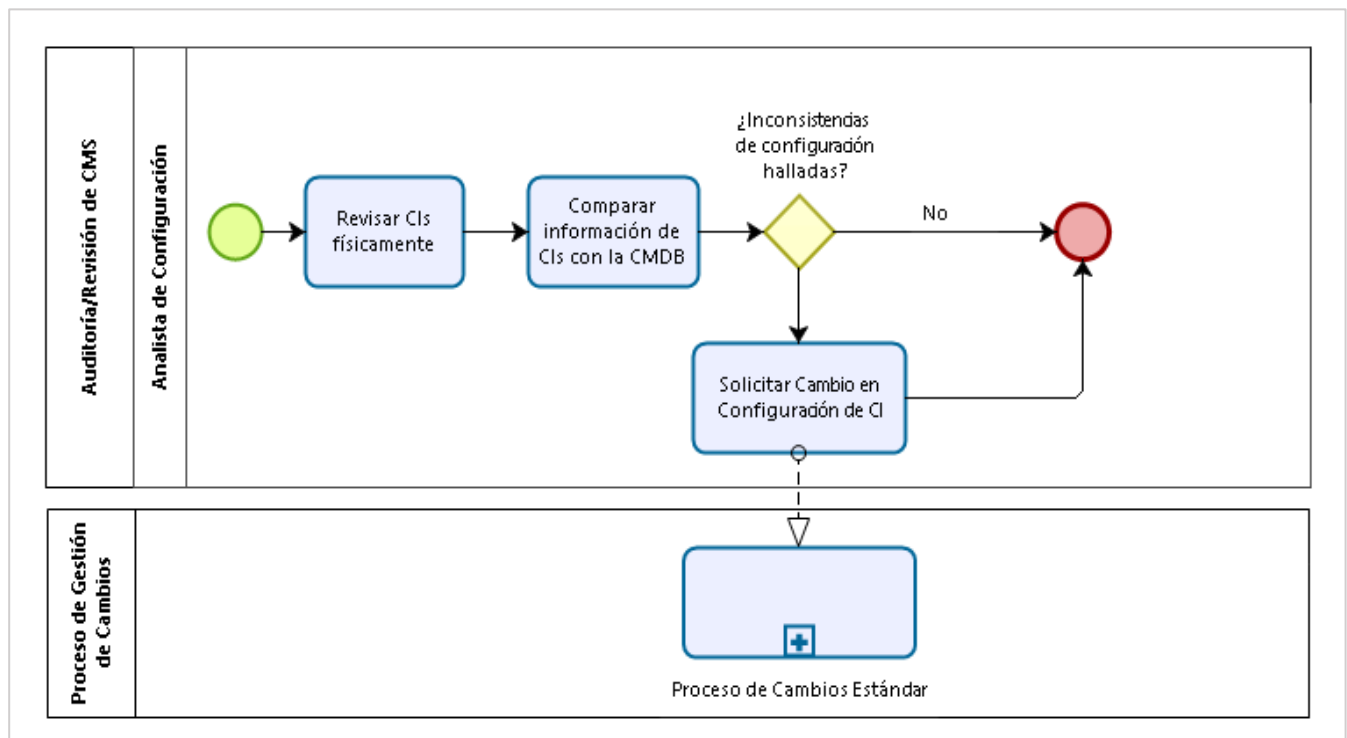 Auditoría/Revisión de CMS
Analista de Configuración
Revisar CIs
físicamente
Comparar
información de
CIs con la CMDB
¿Inconsistencias
de configuración
halladas?
No
Solicitar Cambio en
Configuración de CI
Proceso de Gestión
de Cambios
Proceso de Cambios Estándar